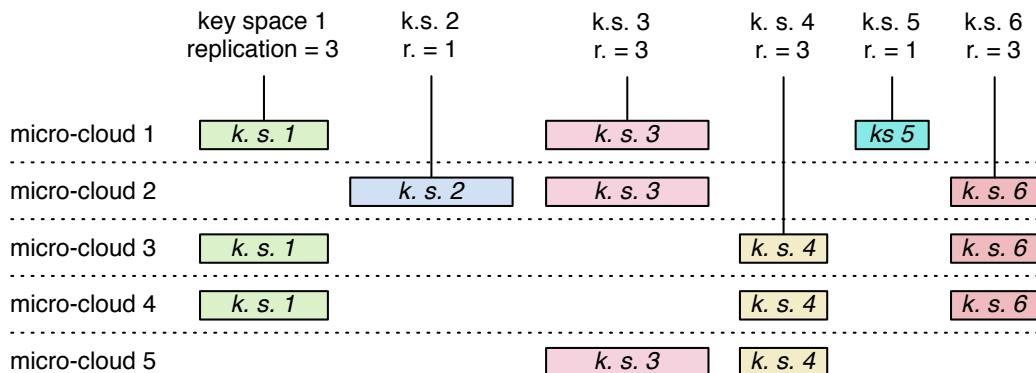 key space 1
replication = 3
k.s. 2
r. = 1
k.s. 3
r. = 3
k. s. 4
r. = 3
k.s. 5
r. = 1
k.s. 6
r. = 3
micro-cloud 1
k. s. 1
k. s. 3
ks 5
micro-cloud 2
k. s. 2
k. s. 3
k. s. 6
micro-cloud 3
k. s. 1
k. s. 4
k. s. 6
micro-cloud 4
k. s. 1
k. s. 4
k. s. 6
micro-cloud 5
k. s. 3
k. s. 4